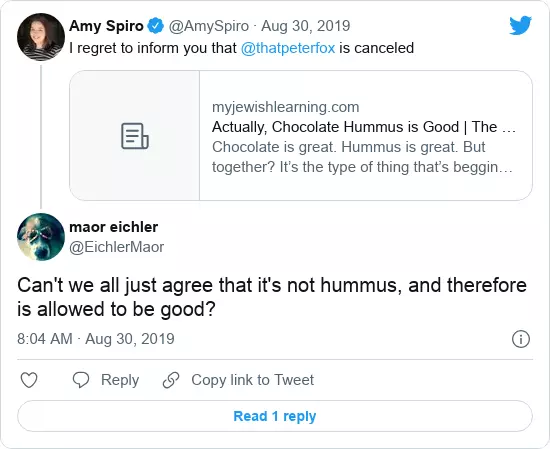 Amy Spiro @AmySpiro · Aug 30, 2019
I regret to inform you that @thatpeterfox is canceled
myjewishlearning.com
Actually, Chocolate Hummus is Good | The …
Chocolate is great. Hummus is great. But
together? It’s the type of thing that’s beggin…
maor eichler
@EichlerMaor
Can't we all just agree that it's not hummus, and therefore
is allowed to be good?
8:04 AM · Aug 30, 2019
Reply Copy link to Tweet
Read 1 reply